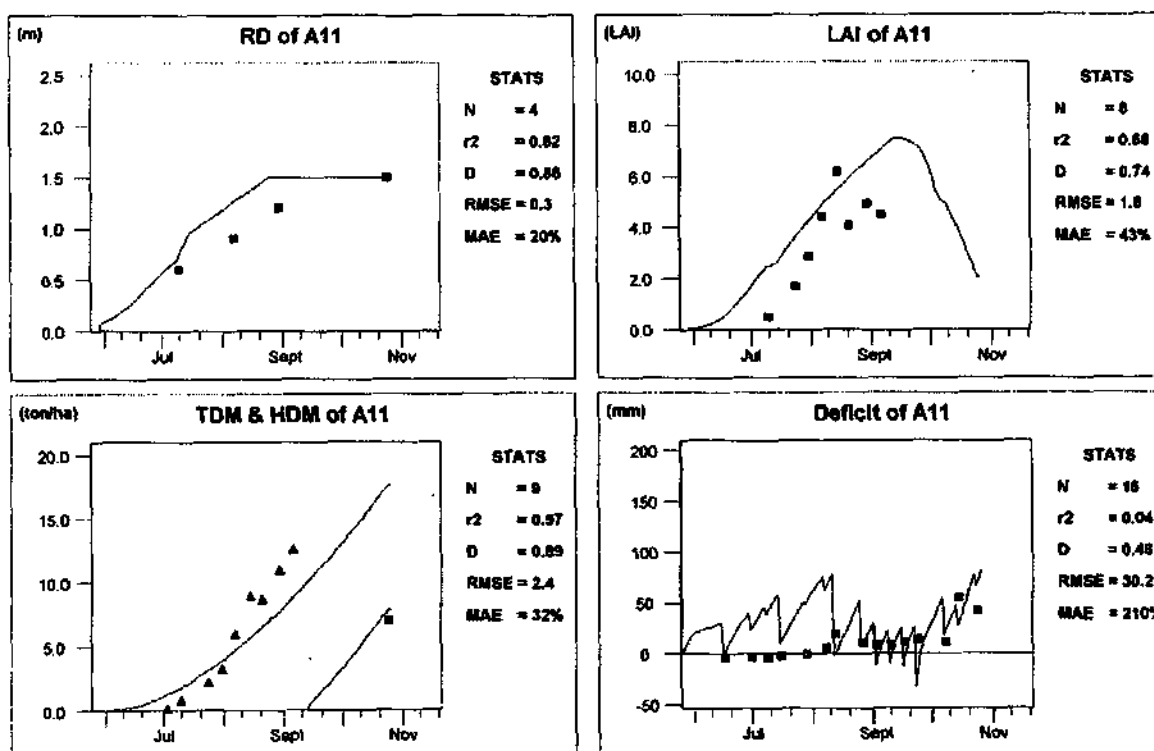 (m) RD of A11
2.5
2.0
1.5
1.0
0.5
0.0
Jul Sept Nov
STATS
N = 4
r2 = 0.82
D = 0.86
RMSE = 0.3
MAE = 20%
(LAI) LAI of A11
10.0
8.0
6.0
4.0
2.0
0.0
Jul Sept Nov
STATS
N = 8
r2 = 0.68
D = 0.74
RMSE = 1.8
MAE = 43%
(ton/ha) TDM & HDM of A11
20.0
15.0
10.0
5.0
0.0
Jul Sept Nov
STATS
N = 9
r2 = 0.97
D = 0.89
RMSE = 2.4
MAE = 32%
(mm) Deficit of A11
200
150
100
50
0
-50
Jul Sept Nov
STATS
N = 16
r2 = 0.04
D = 0.48
RMSE = 30.2
MAE = 210%